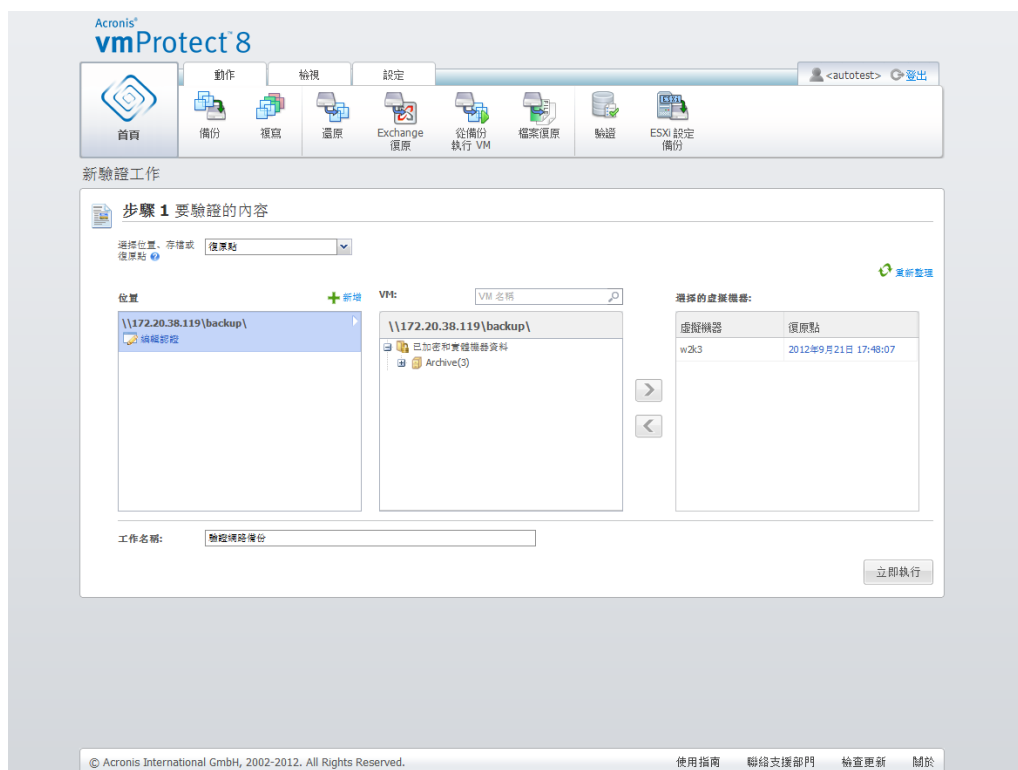 Acronis®
vmProtect™8
動作 檢視 設定 <autotest> 登出
首頁
備份 複寫 還原 Exchange 復原 從備份 執行 VM 檔案復原 驗證 ESXi 設定 備份
新驗證工作
步驟 1 要驗證的內容
選擇位置、存檔或 復原點
復原點
重新整理
位置
新增
\\172.20.38.119\backup\
編輯認證
VM:
VM 名稱
\\172.20.38.119\backup\
已加密和實體機器資料
Archive(3)
選擇的虛擬機器:
虛擬機器 復原點
w2k3 2012年9月21日 17:48:07
工作名稱:
驗證網路備份
立即執行
© Acronis International GmbH, 2002-2012. All Rights Reserved.
使用指南 聯絡支援部門 檢查更新 關於